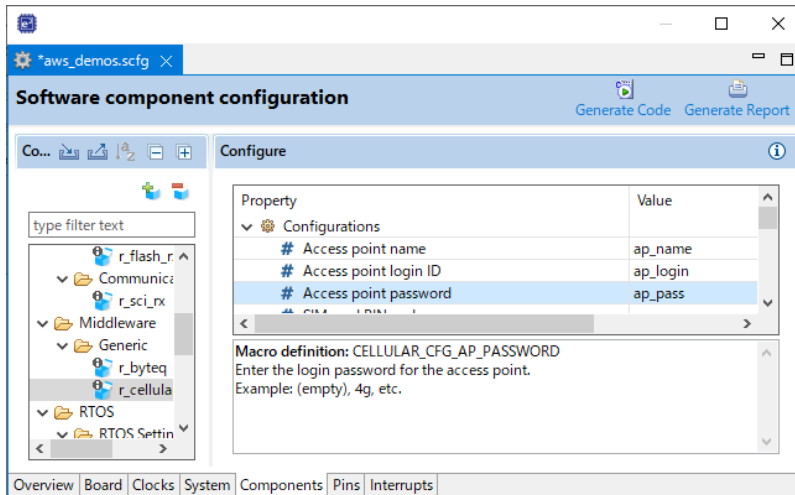 *aws_demos.scfg
Software component configuration
Generate Code Generate Report
Co...
Configure
type filter text
r_flash_r
Communica
r_sci_rx
Middleware
Generic
r_byteq
r_cellula
RTOS
RTOS Settin
Property Value
Configurations
# Access point name ap_name
# Access point login ID ap_login
# Access point password ap_pass
Macro definition: CELLULAR_CFG_AP_PASSWORD
Enter the login password for the access point.
Example: (empty), 4g, etc.
Overview Board Clocks System Components Pins Interrupts